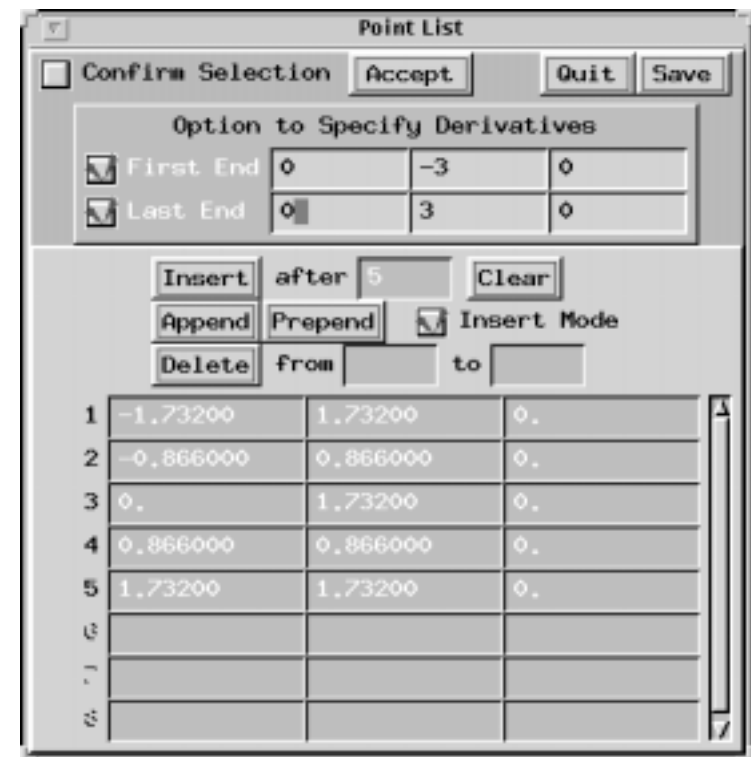 Point List
Confirm Selection Accept Quit Save
Option to Specify Derivatives
First End 0 -3 0
Last End 0 3 0
Insert after 5 Clear
Append Prepend Insert Mode
Delete from to
1 -1.73200 1.73200 0.
2 -0.866000 0.866000 0.
3 0. 1.73200 0.
4 0.866000 0.866000 0.
5 1.73200 1.73200 0.
6
7
8